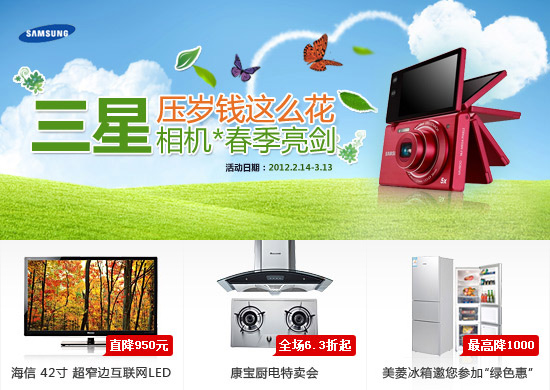 SAMSUNG
三星
压岁钱这么花
相机*春季亮剑
活动日期：2012.2.14-3.13
SAMSUNG
5x
直降950元
全场6.3折起
最高降1000
海信 42寸 超窄边互联网LED
康宝厨电特卖会
美菱冰箱邀您参加“绿色惠”